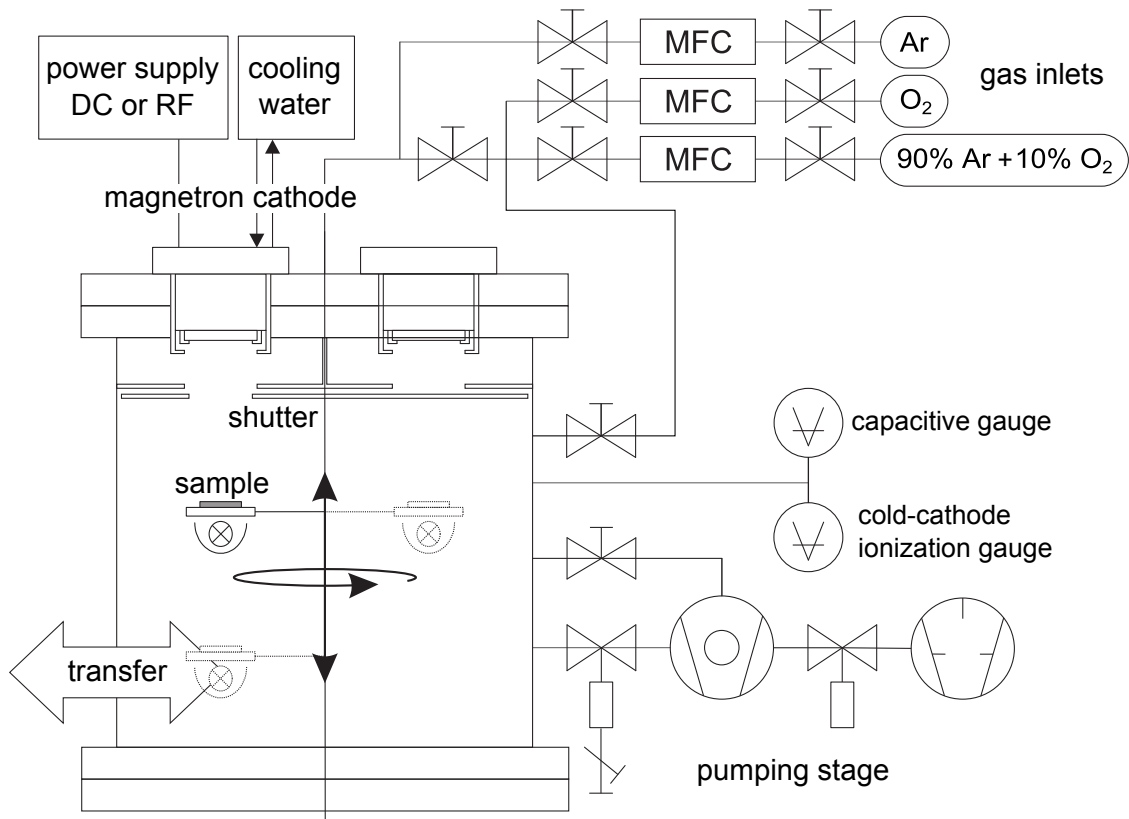 power supply
DC or RF
cooling
water
MFC
Ar
MFC
O₂
gas inlets
MFC
90% Ar +10% O₂
magnetron cathode
shutter
capacitive gauge
sample
cold-cathode
ionization gauge
transfer
pumping stage